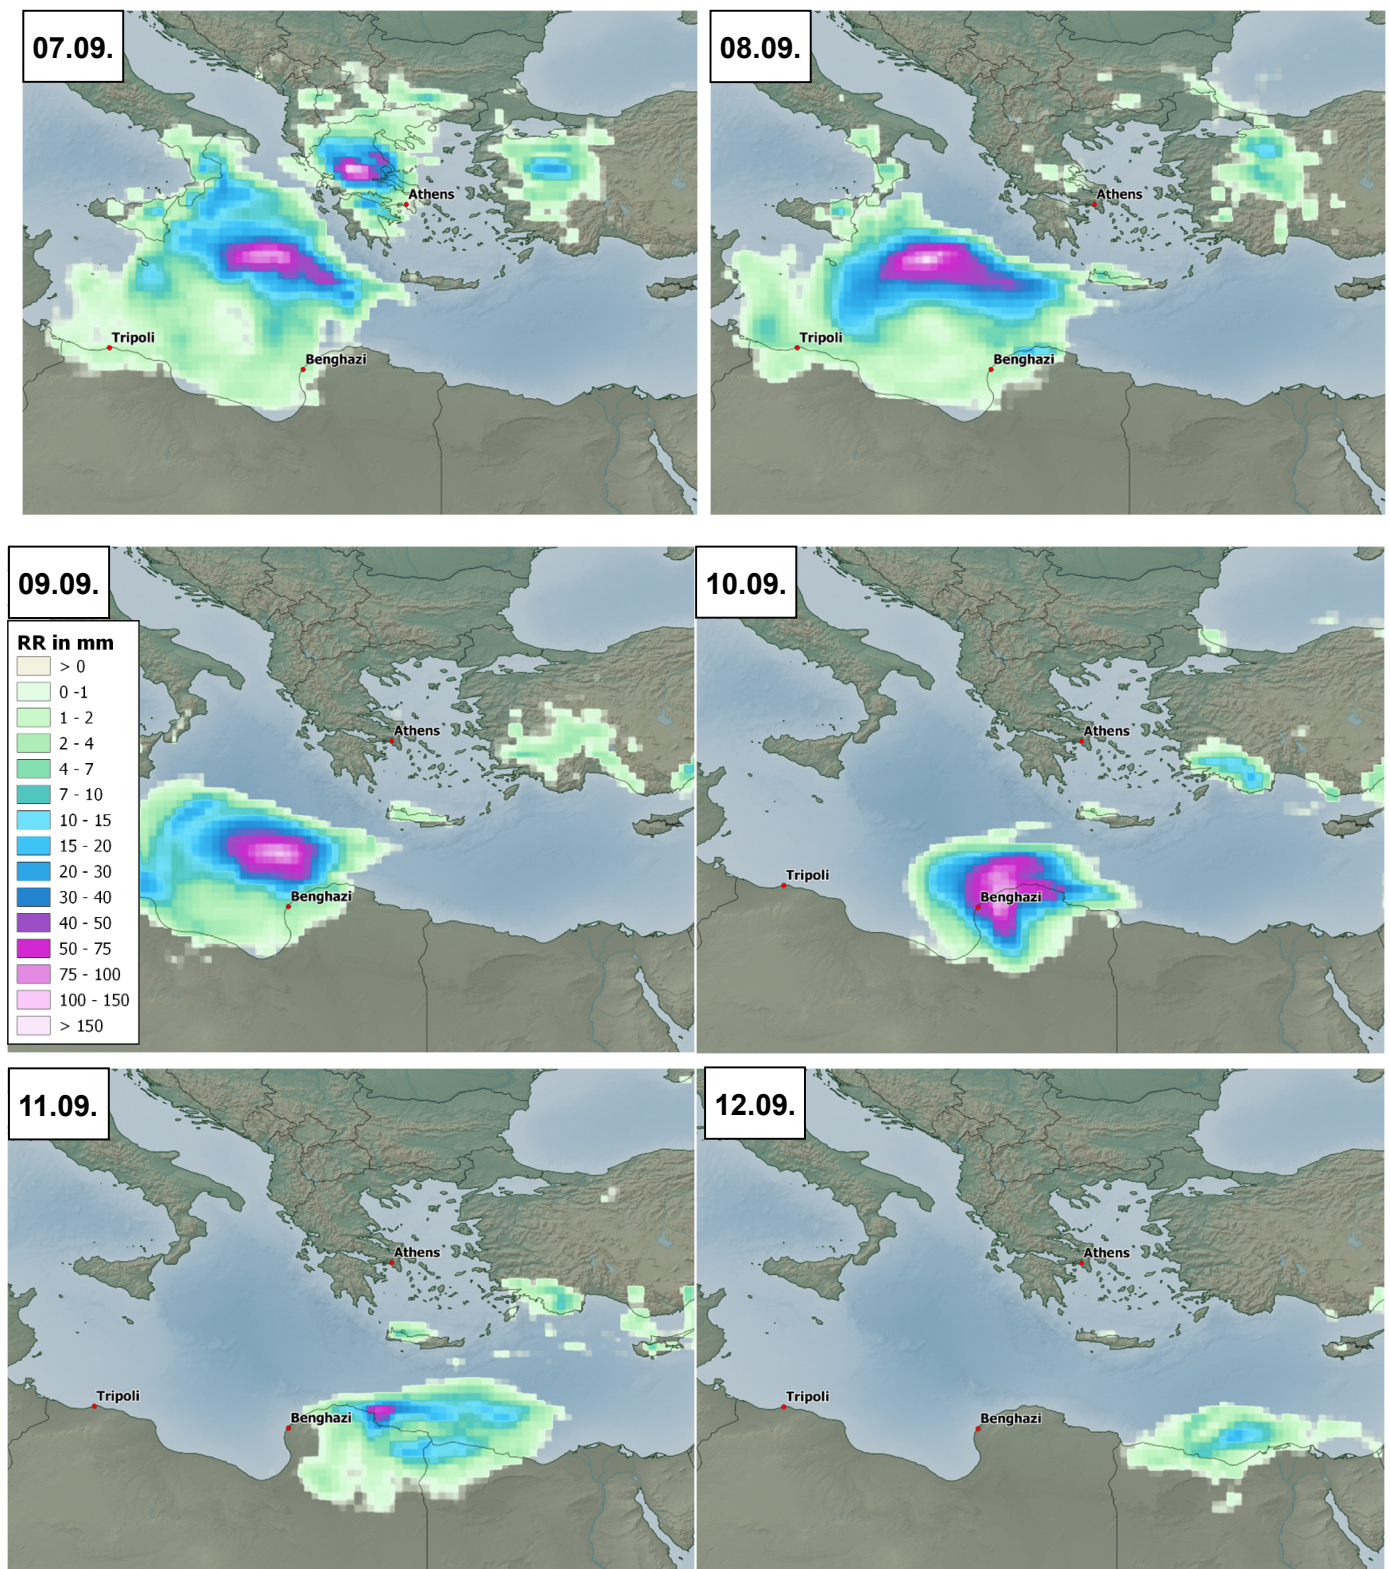 07.09.
08.09.
Athens
Athens
Tripoli
Benghazi
Tripoli
Benghazi
09.09.
10.09.
RR in mm
> 0
0 -1
1 - 2
2 - 4
4 - 7
7 - 10
10 - 15
15 - 20
20 - 30
30 - 40
40 - 50
50 - 75
75 - 100
100 - 150
> 150
Athens
Benghazi
Athens
Tripoli
Benghazi
11.09.
12.09.
Athens
Athens
Tripoli
Benghazi
Tripoli
Benghazi